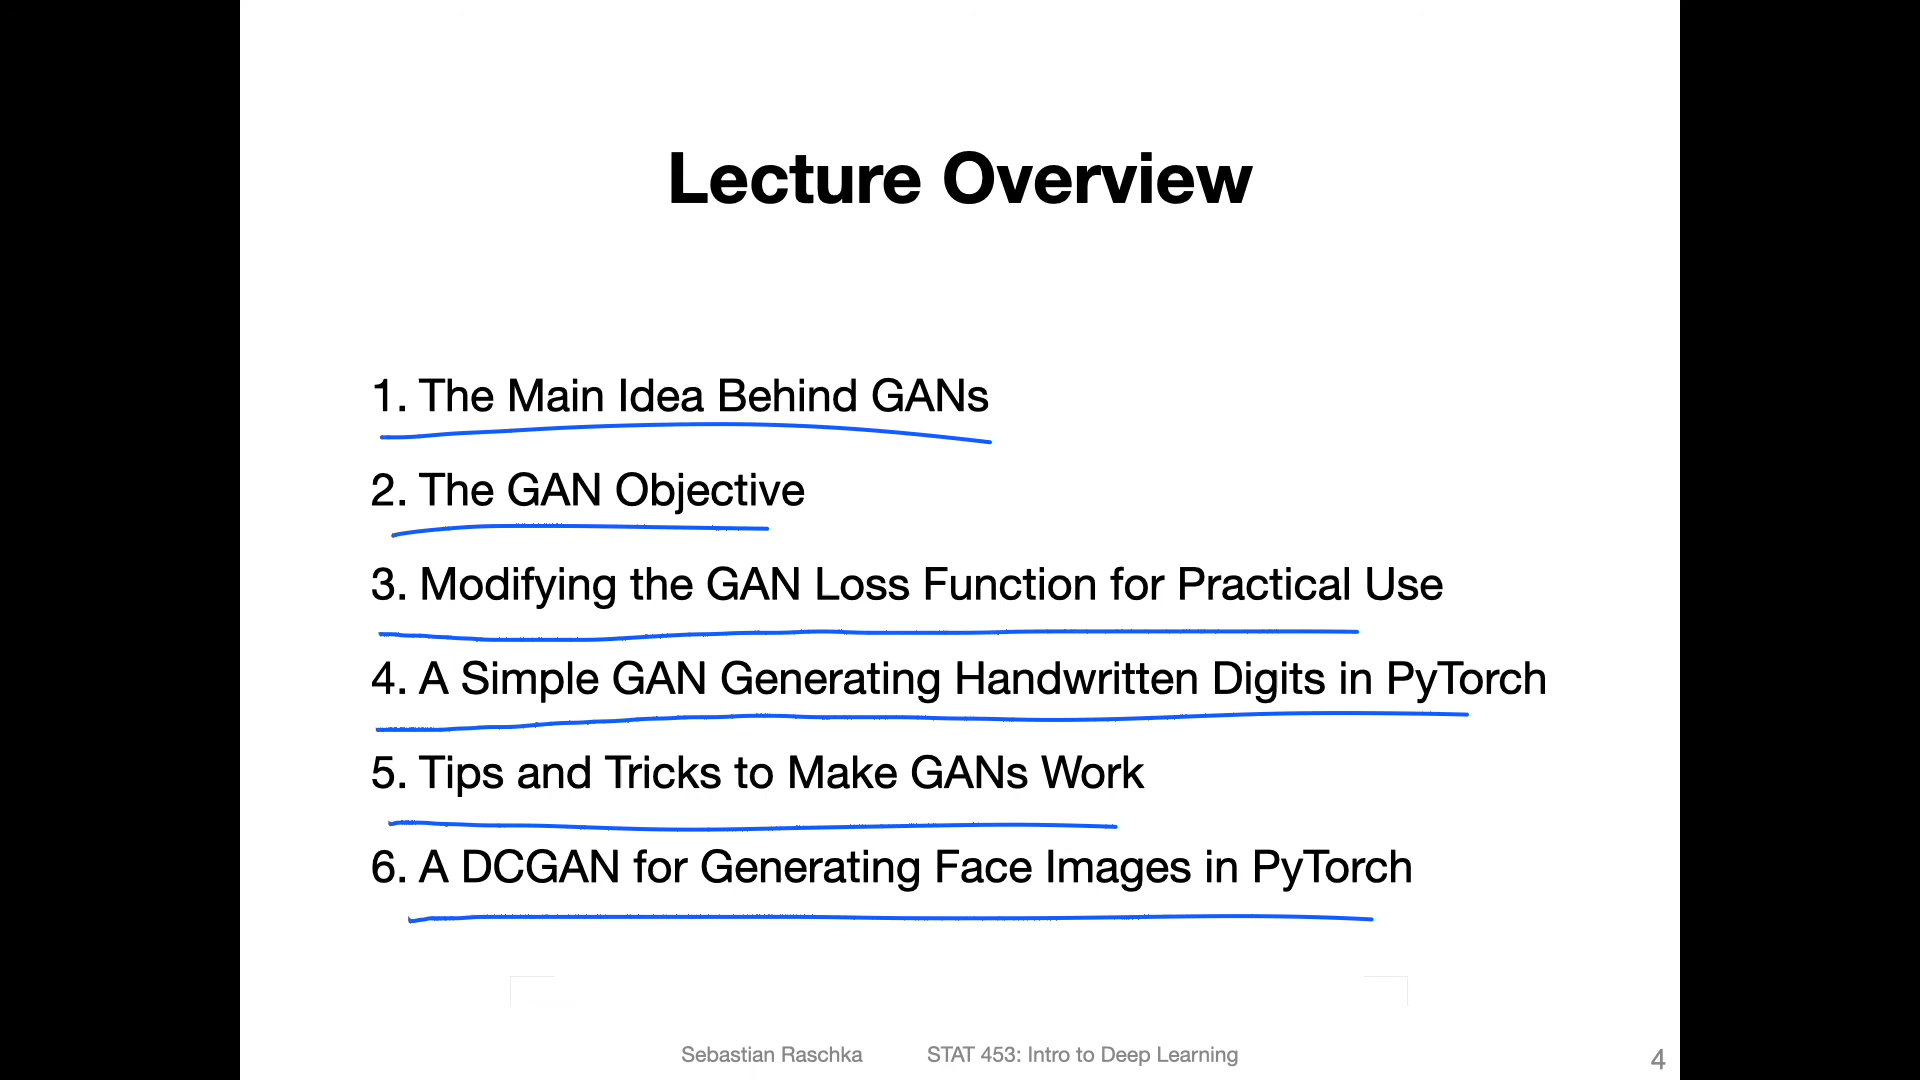 Lecture Overview
1. The Main Idea Behind GANs
2. The GAN Objective
3. Modifying the GAN Loss Function for Practical Use
4. A Simple GAN Generating Handwritten Digits in PyTorch
5. Tips and Tricks to Make GANs Work
6. A DCGAN for Generating Face Images in PyTorch
Sebastian Raschka STAT 453: Intro to Deep Learning 4